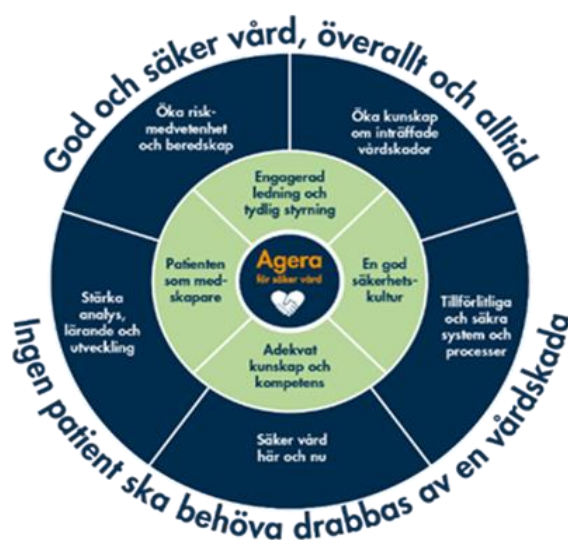 God och säker vård, överallt och alltid
Öka risk-
medvetenhet
och beredskap
Öka kunskap
om inträffade
vårdskador
Engagerad
ledning och
tydlig styrning
Patienten
som med-
skapare
Agera
för säker vård
En god
säkerhets-
kultur
Stärka
analys,
lärande och
utveckling
Tillförlitliga
och säkra
system och
processer
Adekvat
kunskap och
kompetens
Säker vård
här och nu
Ingen patient ska behöva drabbas av en vårdskada